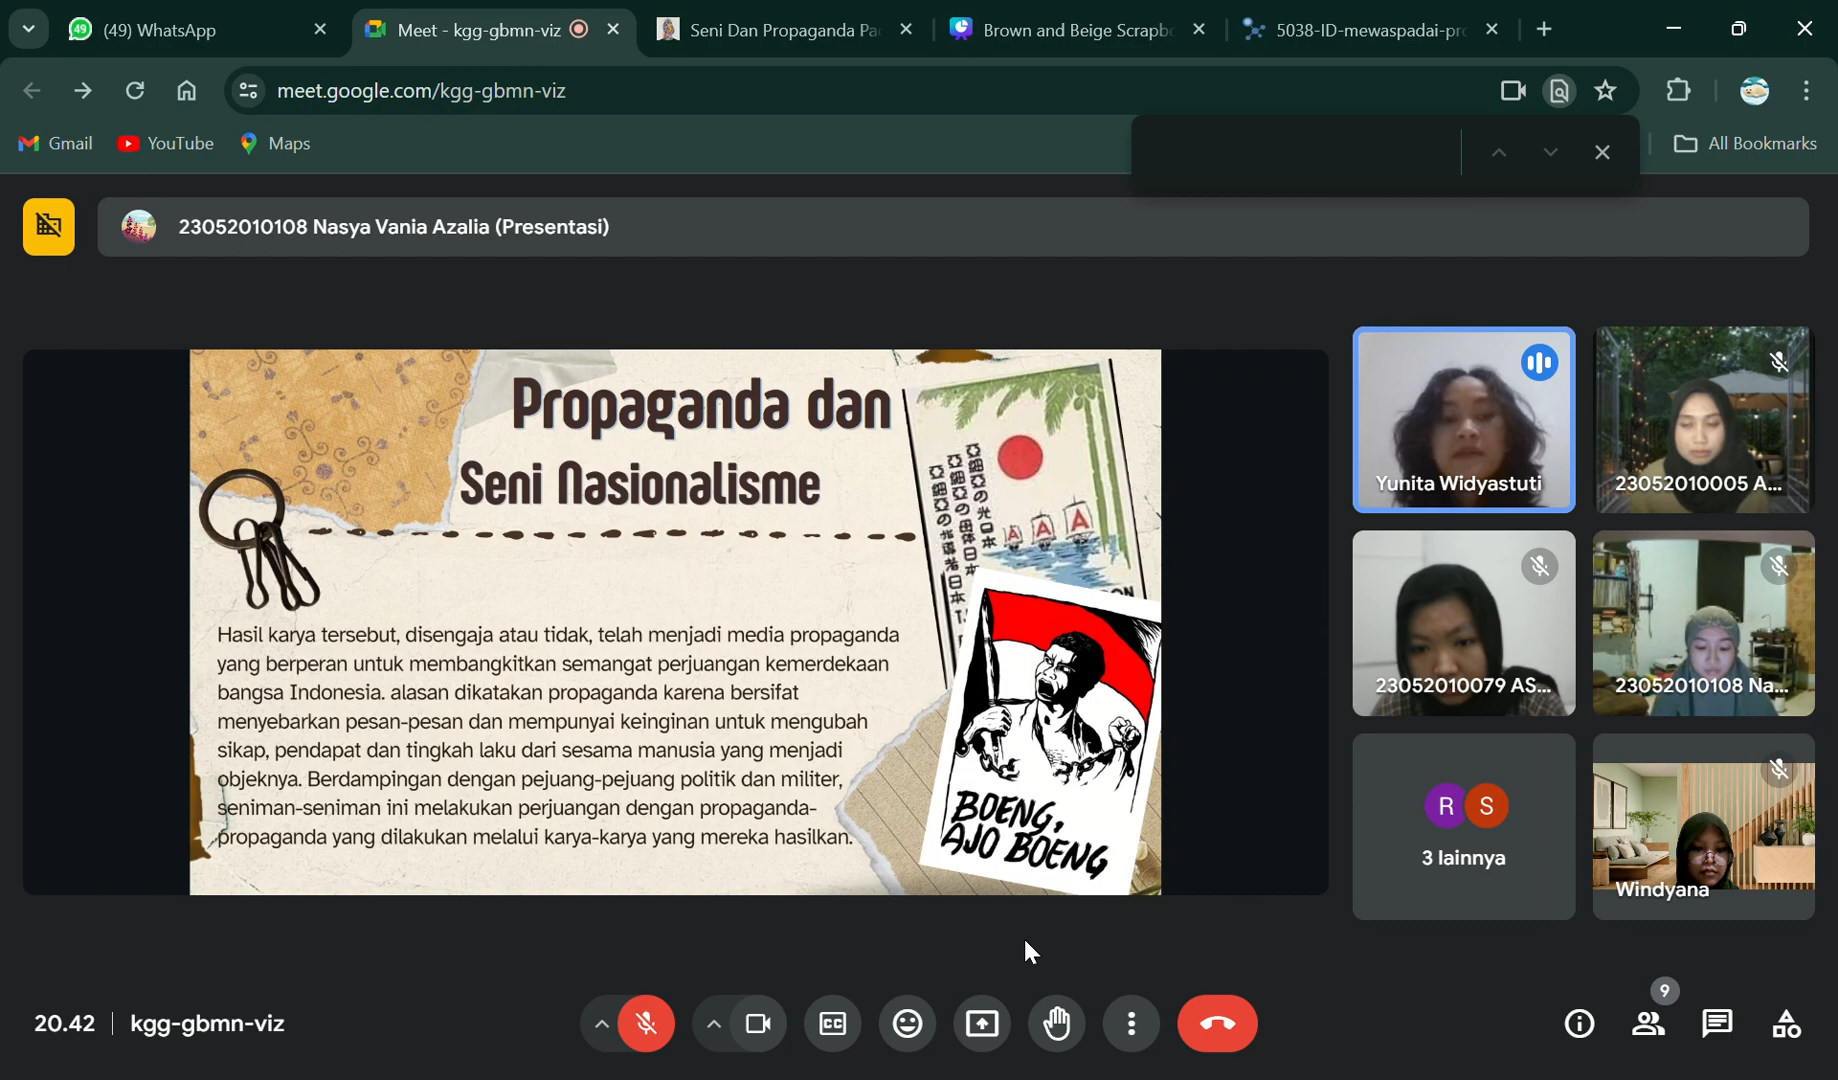 (49) WhatsApp
Meet - kgg-gbmn-viz
Seni Dan Propaganda Pa
Brown and Beige Scrapb
5038-ID-mewaspadai-pr
meet.google.com/kgg-gbmn-viz
Gmail
YouTube
Maps
All Bookmarks
23052010108 Nasya Vania Azalia (Presentasi)
Propaganda dan
Seni Nasionalisme
Hasil karya tersebut, disengaja atau tidak, telah menjadi media propaganda
yang berperan untuk membangkitkan semangat perjuangan kemerdekaan
bangsa Indonesia. alasan dikatakan propaganda karena bersifat
menyebarkan pesan-pesan dan mempunyai keinginan untuk mengubah
sikap, pendapat dan tingkah laku dari sesama manusia yang menjadi
objeknya. Berdampingan dengan pejuang-pejuang politik dan militer,
seniman-seniman ini melakukan perjuangan dengan propaganda-
propaganda yang dilakukan melalui karya-karya yang mereka hasilkan.
A A A
BOENG,
AJO BOENG
Yunita Widyastuti
23052010005 A...
23052010079 AS...
23052010108 Na...
R S
3 lainnya
Windyana
20.42
kgg-gbmn-viz
CC
9